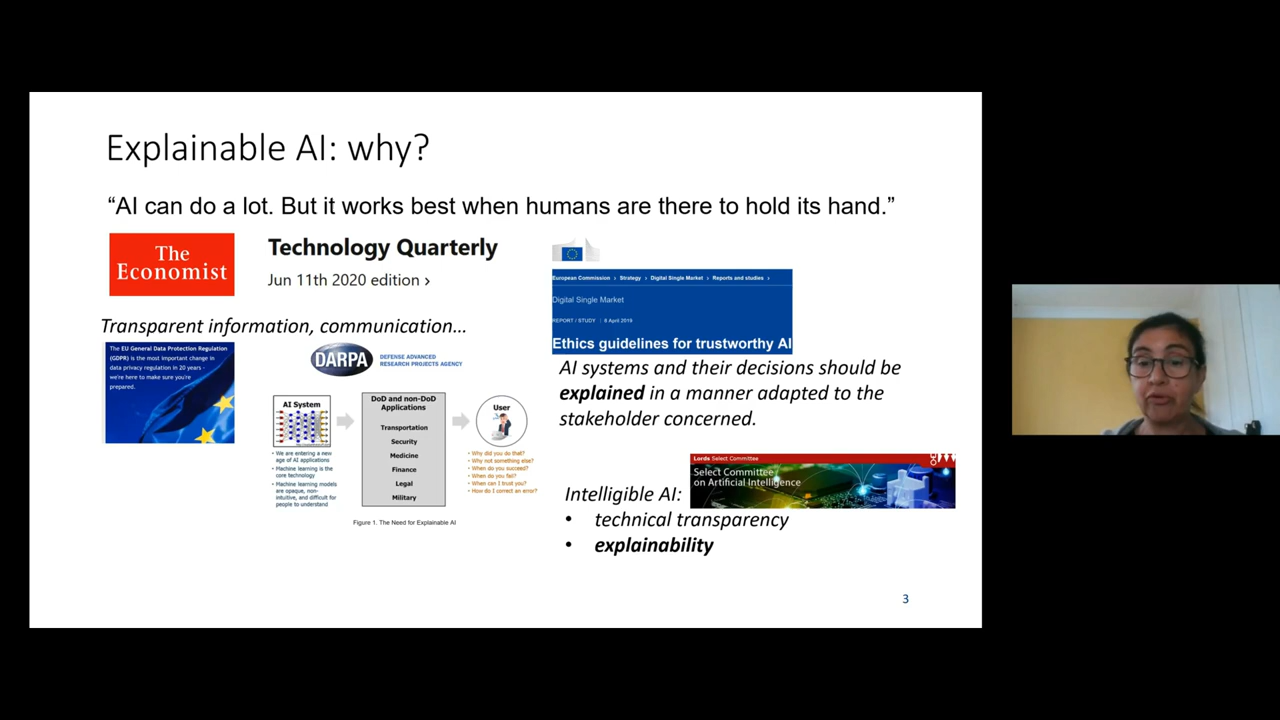 Explainable AI: why?
“AI can do a lot. But it works best when humans are there to hold its hand.”
The
Economist
Technology Quarterly
Jun 11th 2020 edition ›
Transparent information, communication…
The EU General Data Protection Regulation
(GDPR) is the most important change in
data privacy regulation in 20 years -
we're here to make sure you're
prepared.
DARPA
DEFENSE ADVANCED
RESEARCH PROJECTS AGENCY
AI System
• We are entering a new
age of AI applications
• Machine learning is the
core technology
• Machine learning models
are opaque, non-
intuitive, and difficult for
people to understand
DoD and non-DoD
Applications
Transportation
Security
Medicine
Finance
Legal
Military
User
• Why did you do that?
• Why not something else?
• When do you succeed?
• When do you fail?
• When can I trust you?
• How do I correct an error?
Figure 1. The Need for Explainable AI
European Commission › Strategy › Digital Single Market › Reports and studies ›
Digital Single Market
REPORT / STUDY | 8 April 2019
Ethics guidelines for trustworthy AI
AI systems and their decisions should be
explained in a manner adapted to the
stakeholder concerned.
Lords Select Committee
Select Committee
on Artificial Intelligence
Intelligible AI:
• technical transparency
• explainability
3